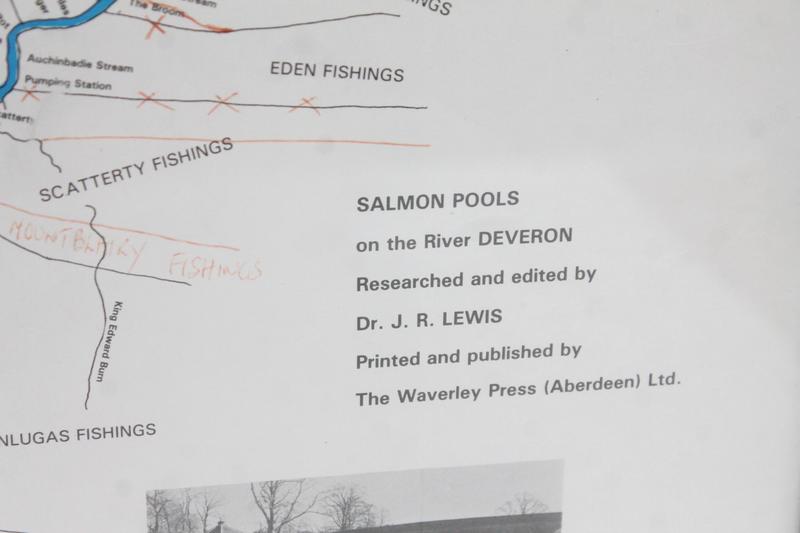 The Broom
EDEN FISHINGS
Auchinbadie Stream
Pumping Station
SCATTERTY FISHINGS
MOUNTBLAIRY FISHINGS
King Edward Burn
NLUGAS FISHINGS
SALMON POOLS
on the River DEVERON
Researched and edited by
Dr. J. R. LEWIS
Printed and published by
The Waverley Press (Aberdeen) Ltd.